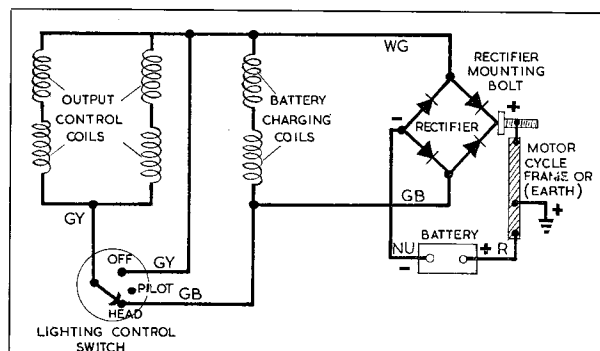 WG
RECTIFIER
MOUNTING
BOLT
OUTPUT
CONTROL
COILS
BATTERY
CHARGING
COILS
-
RECTIFIER
+
MOTOR
CYCLE
FRAME OR
(EARTH)
GY
GB
+
OFF
GY
BATTERY
NU
-
+
R
PILOT
GB
HEAD
LIGHTING CONTROL
SWITCH